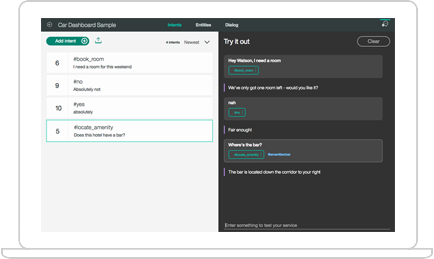 Car Dashboard Sample
Intents
Entities
Dialog
Add intent
4 intents
Newest
6
#book_room
I need a room for this weekend
9
#no
Absolutely not
10
#yes
absolutely
5
#locate_amenity
Does this hotel have a bar?
Try it out
Clear
Hey Watson, I need a room
#book_room
We've only got one room left - would you like it?
nah
#no
Fair enough!
Where's the bar?
#locate_amenity
The bar is located down the corridor to your right
Enter something to test your service